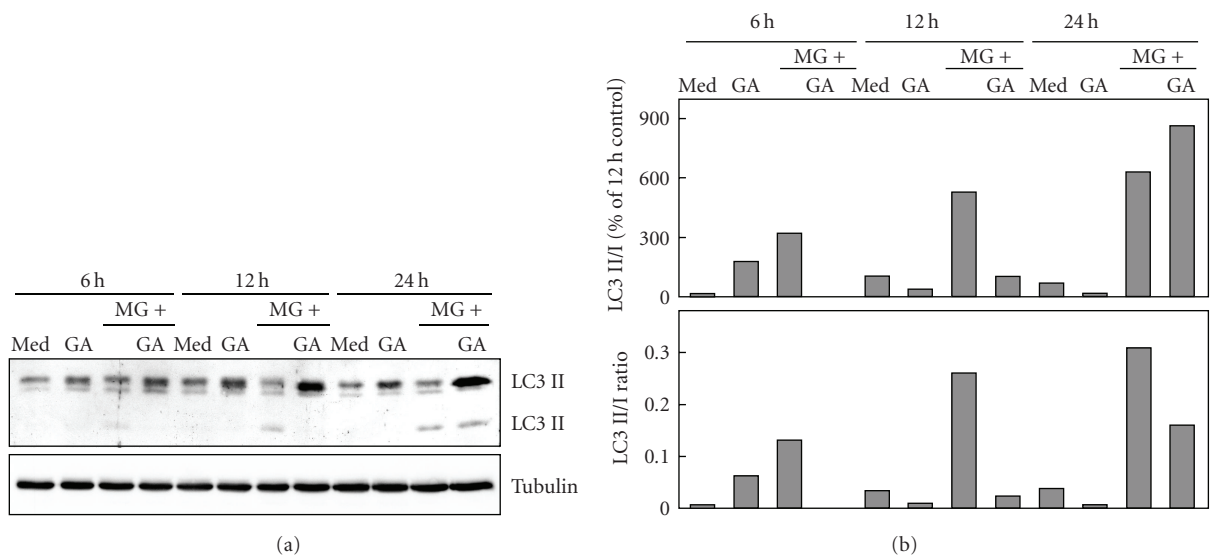 6 h
12 h
24 h
MG +
MG +
MG +
Med
GA
GA
Med
GA
GA
Med
GA
GA
LC3 II
LC3 II
Tubulin
(a)
6 h
12 h
24 h
MG +
MG +
MG +
Med
GA
GA
Med
GA
GA
Med
GA
GA
LC3 II/I (% of 12 h control)
900
600
300
0
LC3 II/I ratio
0.3
0.2
0.1
0
(b)